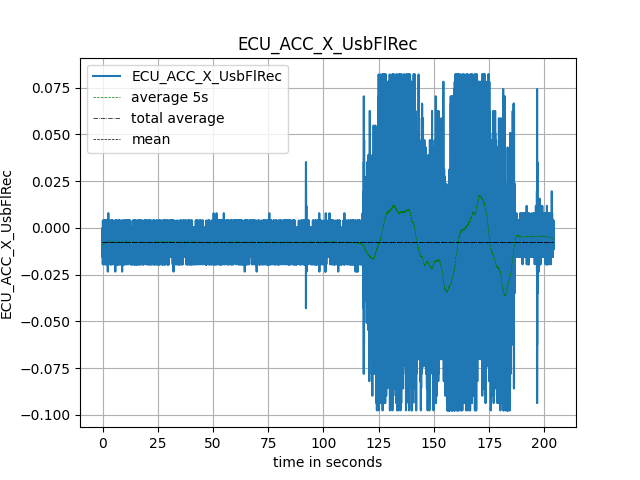 ECU_ACC_X_UsbFlRec
ECU_ACC_X_UsbFlRec
average 5s
total average
mean
ECU_ACC_X_UsbFlRec
0.075
0.050
0.025
0.000
−0.025
−0.050
−0.075
−0.100
0 25 50 75 100 125 150 175 200
time in seconds